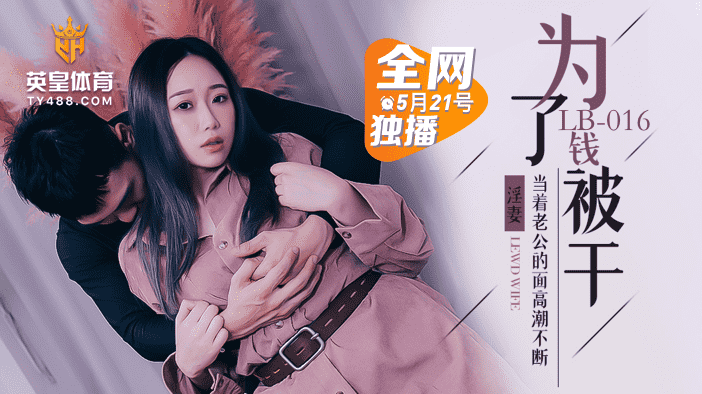 英皇体育
TY488.COM
全网
5月21号
独播
为了钱被干
LB-016
淫妻
LEWD WIFE
当着老公的面高潮不断